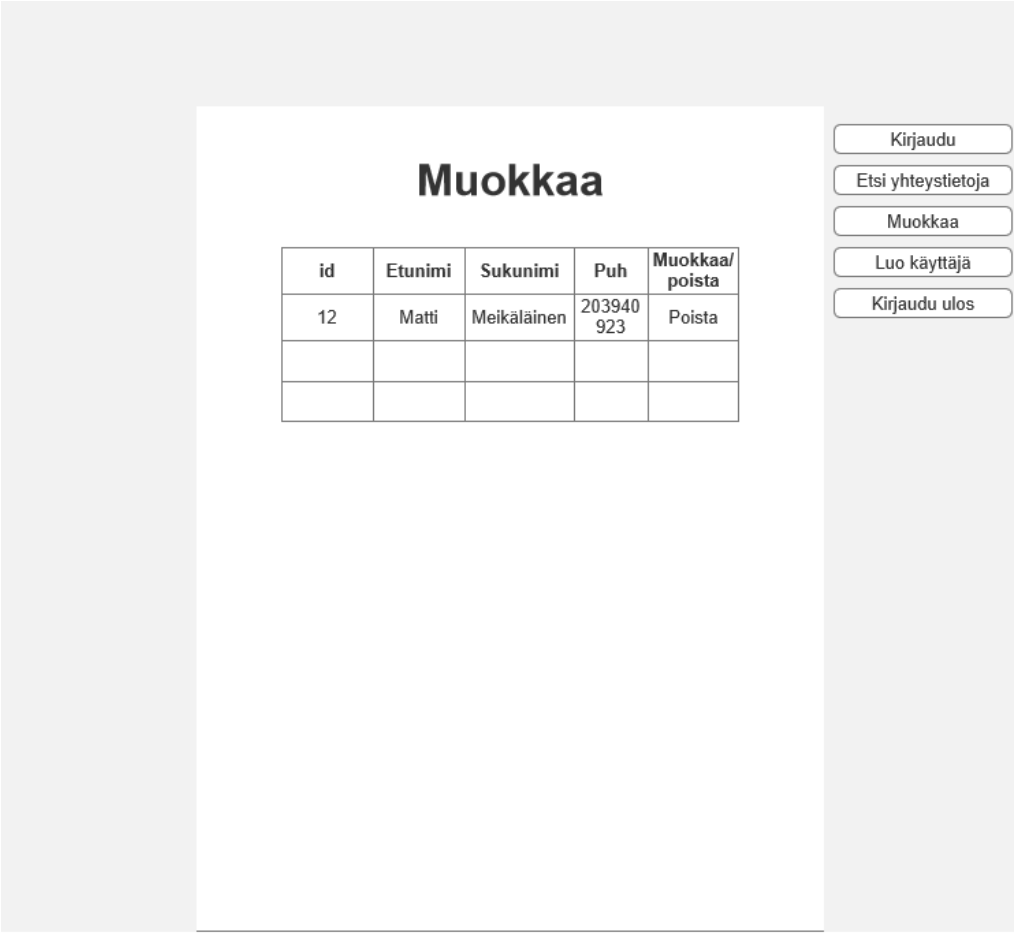 Muokkaa
id Etunimi Sukunimi Puh Muokkaa/
poista
12 Matti Meikäläinen 203940
923 Poista
Kirjaudu
Etsi yhteystietoja
Muokkaa
Luo käyttäjä
Kirjaudu ulos